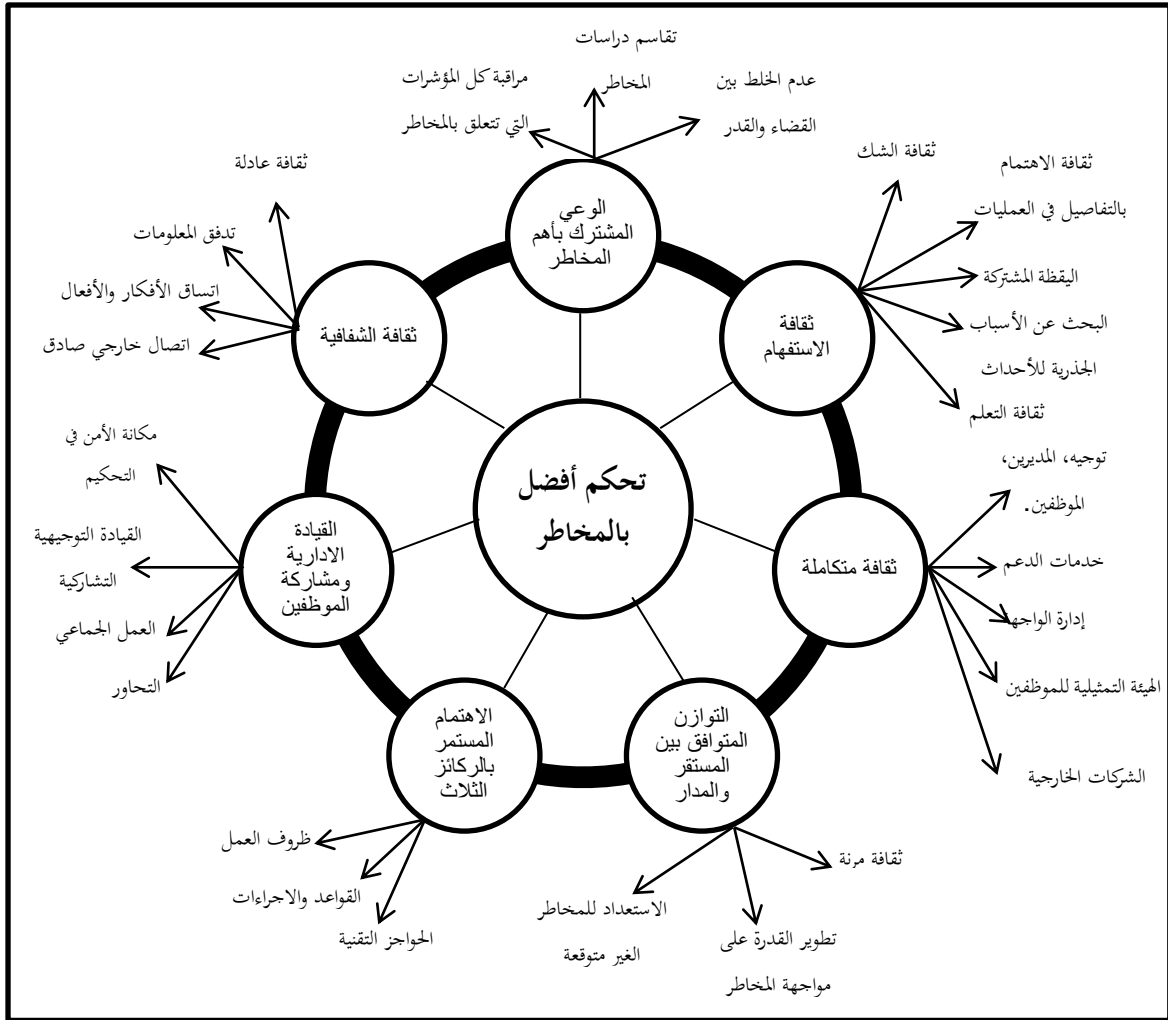 تقاسم دراسات
المخاطر
عدم الخلط بين
القضاء والقدر
مراقبة كل المؤشرات
التي تتعلق بالمخاطر
الوعي
المشترك بأهم
المخاطر
ثقافة الشك
ثقافة الاهتمام
بالتفاصيل في العمليات
اليقظة المشتركة
البحث عن الأسباب
الجذرية للأحداث
ثقافة التعلم
ثقافة
الاستفهام
توجيه، المديرين،
الموظفين.
خدمات الدعم
إدارة الواجهة
الهيئة التمثيلية للموظفين
الشركات الخارجية
ثقافة متكاملة
التوازن
المتوافق بين
المستقر
والمدار
ثقافة مرنة
تطوير القدرة على
مواجهة المخاطر
الاستعداد للمخاطر
الغير متوقعة
الاهتمام
المستمر
بالركائز
الثلاث
ظروف العمل
القواعد والاجراءات
الحواجز التقنية
القيادة
الادارية
ومشاركة
الموظفين
مكانة الأمن في
التحكيم
القيادة التوجيهية
التشاركية
العمل الجماعي
التحاور
ثقافة الشفافية
ثقافة عادلة
تدفق المعلومات
اتساق الأفكار والأفعال
اتصال خارجي صادق
تحكم أفضل
بالمخاطر